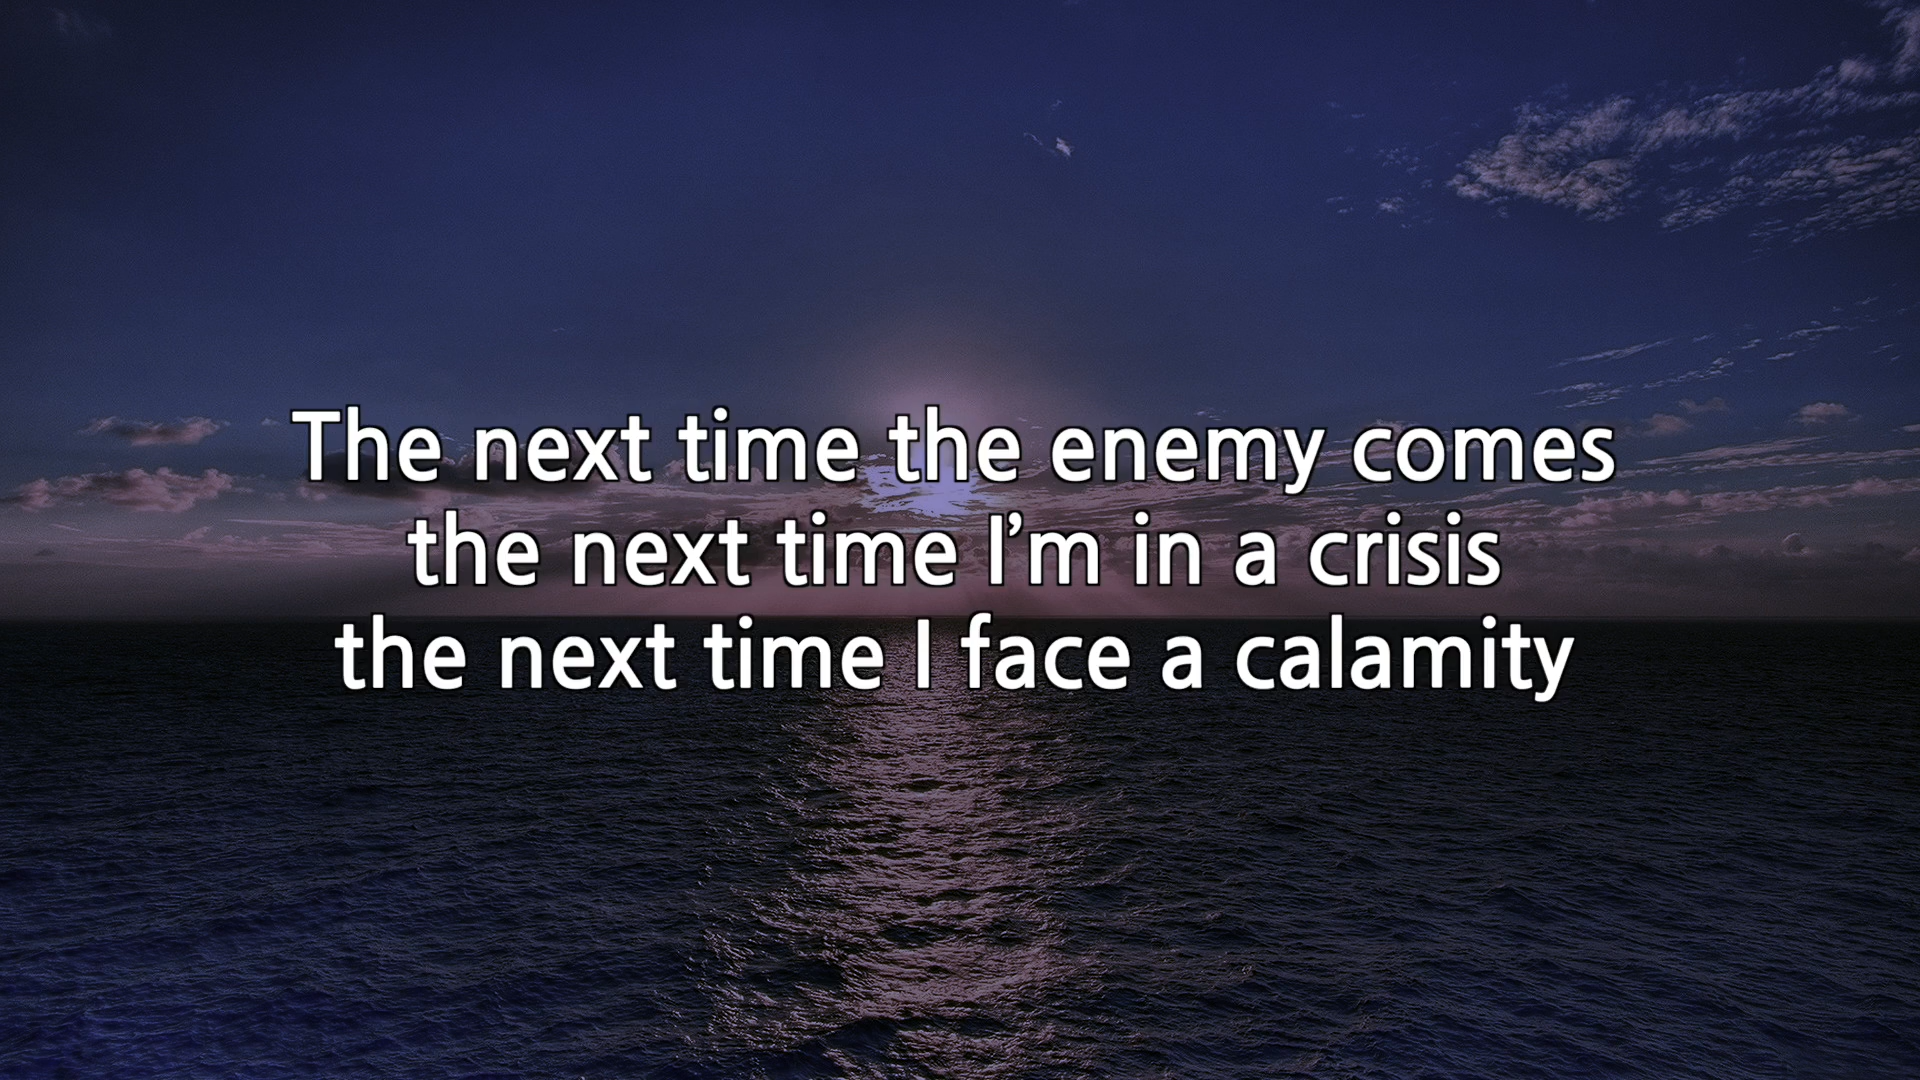 The next time the enemy comes
the next time I’m in a crisis
the next time I face a calamity